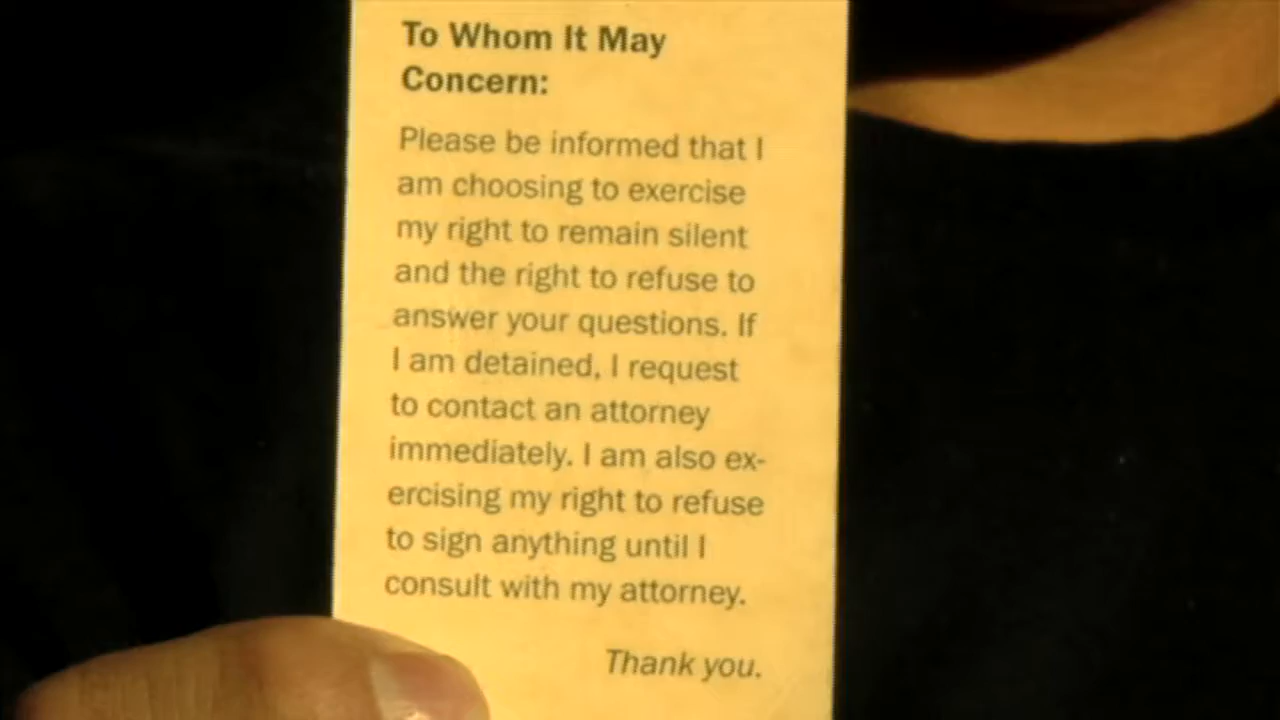 To Whom It May
Concern:
Please be informed that I
am choosing to exercise
my right to remain silent
and the right to refuse to
answer your questions. If
I am detained, I request
to contact an attorney
immediately. I am also ex-
ercising my right to refuse
to sign anything until I
consult with my attorney.
Thank you.